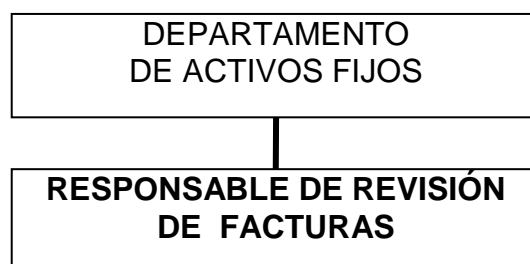 DEPARTAMENTO
DE ACTIVOS FIJOS
RESPONSABLE DE REVISIÓN
DE FACTURAS